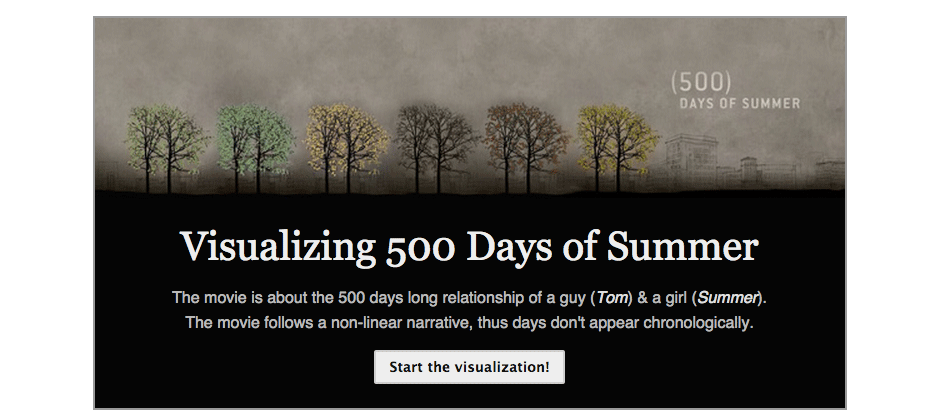 (500)
DAYS OF SUMMER
Visualizing 500 Days of Summer
The movie is about the 500 days long relationship of a guy (Tom) & a girl (Summer).
The movie follows a non-linear narrative, thus days don't appear chronologically.
Start the visualization!